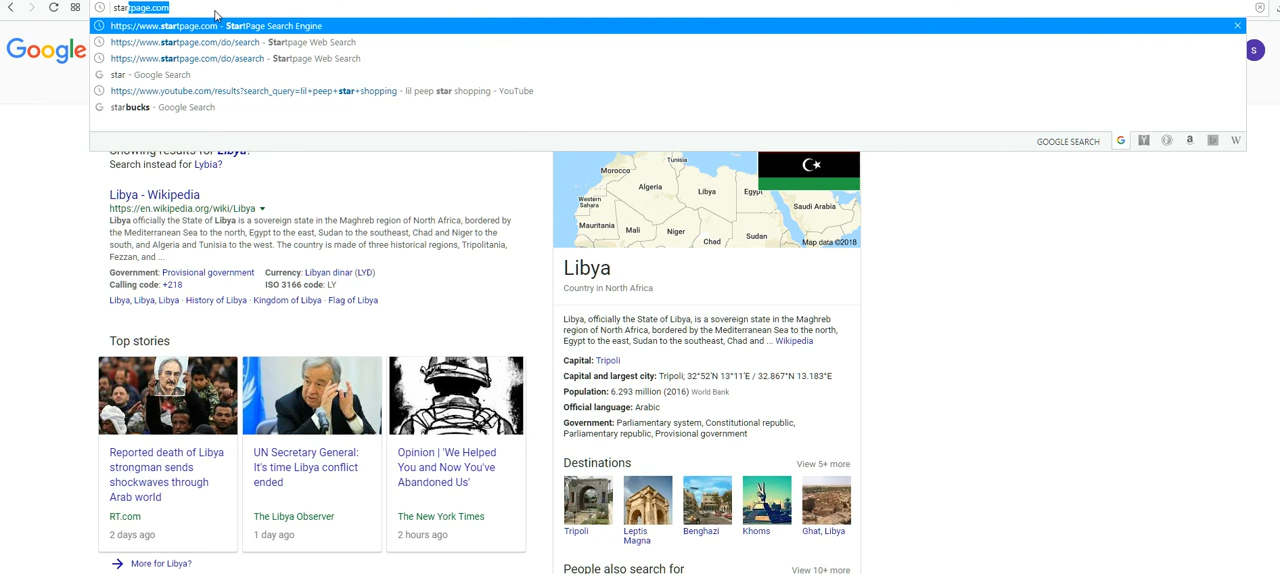 startpage.com
https://www.startpage.com - StartPage Search Engine
https://www.startpage.com/do/search - Startpage Web Search
https://www.startpage.com/do/asearch - Startpage Web Search
star - Google Search
https://www.youtube.com/results?search_query=lil+peep+star+shopping - lil peep star shopping - YouTube
starbucks - Google Search
GOOGLE SEARCH
G
Y
a
b
W
Google
S
Showing results for Libya?
Search instead for Lybia?
Libya - Wikipedia
https://en.wikipedia.org/wiki/Libya
Libya officially the State of Libya is a sovereign state in the Maghreb region of North Africa, bordered by
the Mediterranean Sea to the north, Egypt to the east, Sudan to the southeast, Chad and Niger to the
south, and Algeria and Tunisia to the west. The country is made of three historical regions, Tripolitania,
Fezzan, and ...
Government: Provisional government Currency: Libyan dinar (LYD)
Calling code: +218 ISO 3166 code: LY
Libya, Libya, Libya · History of Libya · Kingdom of Libya · Flag of Libya
Top stories
Reported death of Libya
strongman sends
shockwaves through
Arab world
RT.com
2 days ago
UN Secretary General:
It's time Libya conflict
ended
The Libya Observer
1 day ago
Opinion | 'We Helped
You and Now You've
Abandoned Us'
The New York Times
2 hours ago
More for Libya?
Tunisia
Morocco
Algeria
Libya
Egypt
Western
Sahara
Saudi Arabia
Mauritania
Mali
Niger
Sudan
Chad
Map data ©2018
Libya
Country in North Africa
Libya, officially the State of Libya, is a sovereign state in the Maghreb
region of North Africa, bordered by the Mediterranean Sea to the north,
Egypt to the east, Sudan to the southeast, Chad and ... Wikipedia
Capital: Tripoli
Capital and largest city: Tripoli; 32°52′N 13°11′E / 32.867°N 13.183°E
Population: 6.293 million (2016) World Bank
Official language: Arabic
Government: Parliamentary system, Constitutional republic,
Parliamentary republic, Provisional government
Destinations
View 5+ more
Tripoli
Leptis
Magna
Benghazi
Khoms
Ghat, Libya
People also search for
View 10+ more